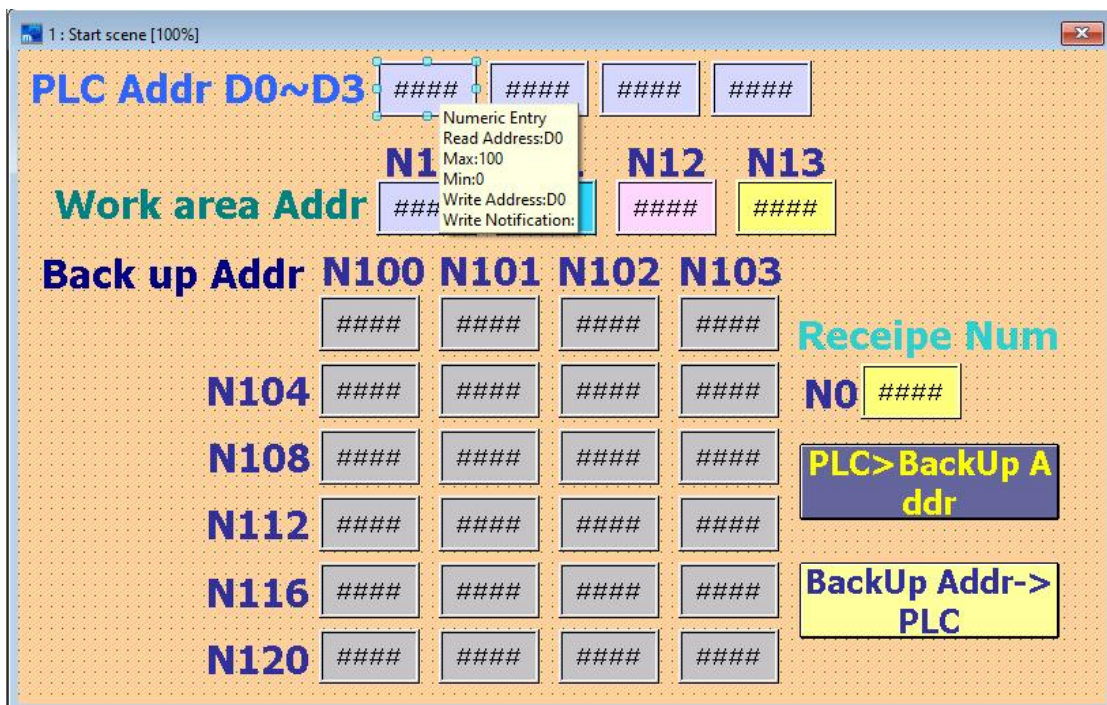 1 : Start scene [100%]
PLC Addr D0~D3 #### #### #### ####
Numeric Entry
Read Address:D0
Max:100
Min:0
Write Address:D0
Write Notification:
N12 N13
Work area Addr #### ####
Back up Addr N100 N101 N102 N103
#### #### #### ####
Receipe Num
N104 #### #### #### ####
N0 ####
N108 #### #### #### ####
PLC>BackUp A
ddr
N112 #### #### #### ####
N116 #### #### #### ####
BackUp Addr->
PLC
N120 #### #### #### ####